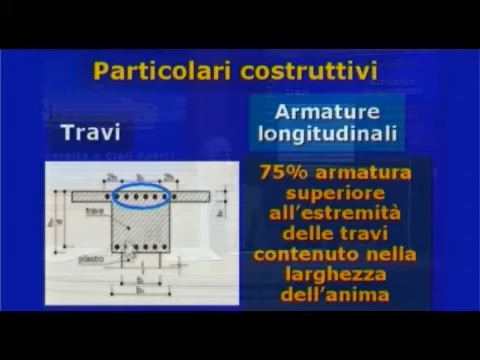 Particolari costruttivi
Travi
Armature
longitudinali
75% armatura
superiore
all'estremità
delle travi
contenuto nella
larghezza
dell'anima
trave
pilastro